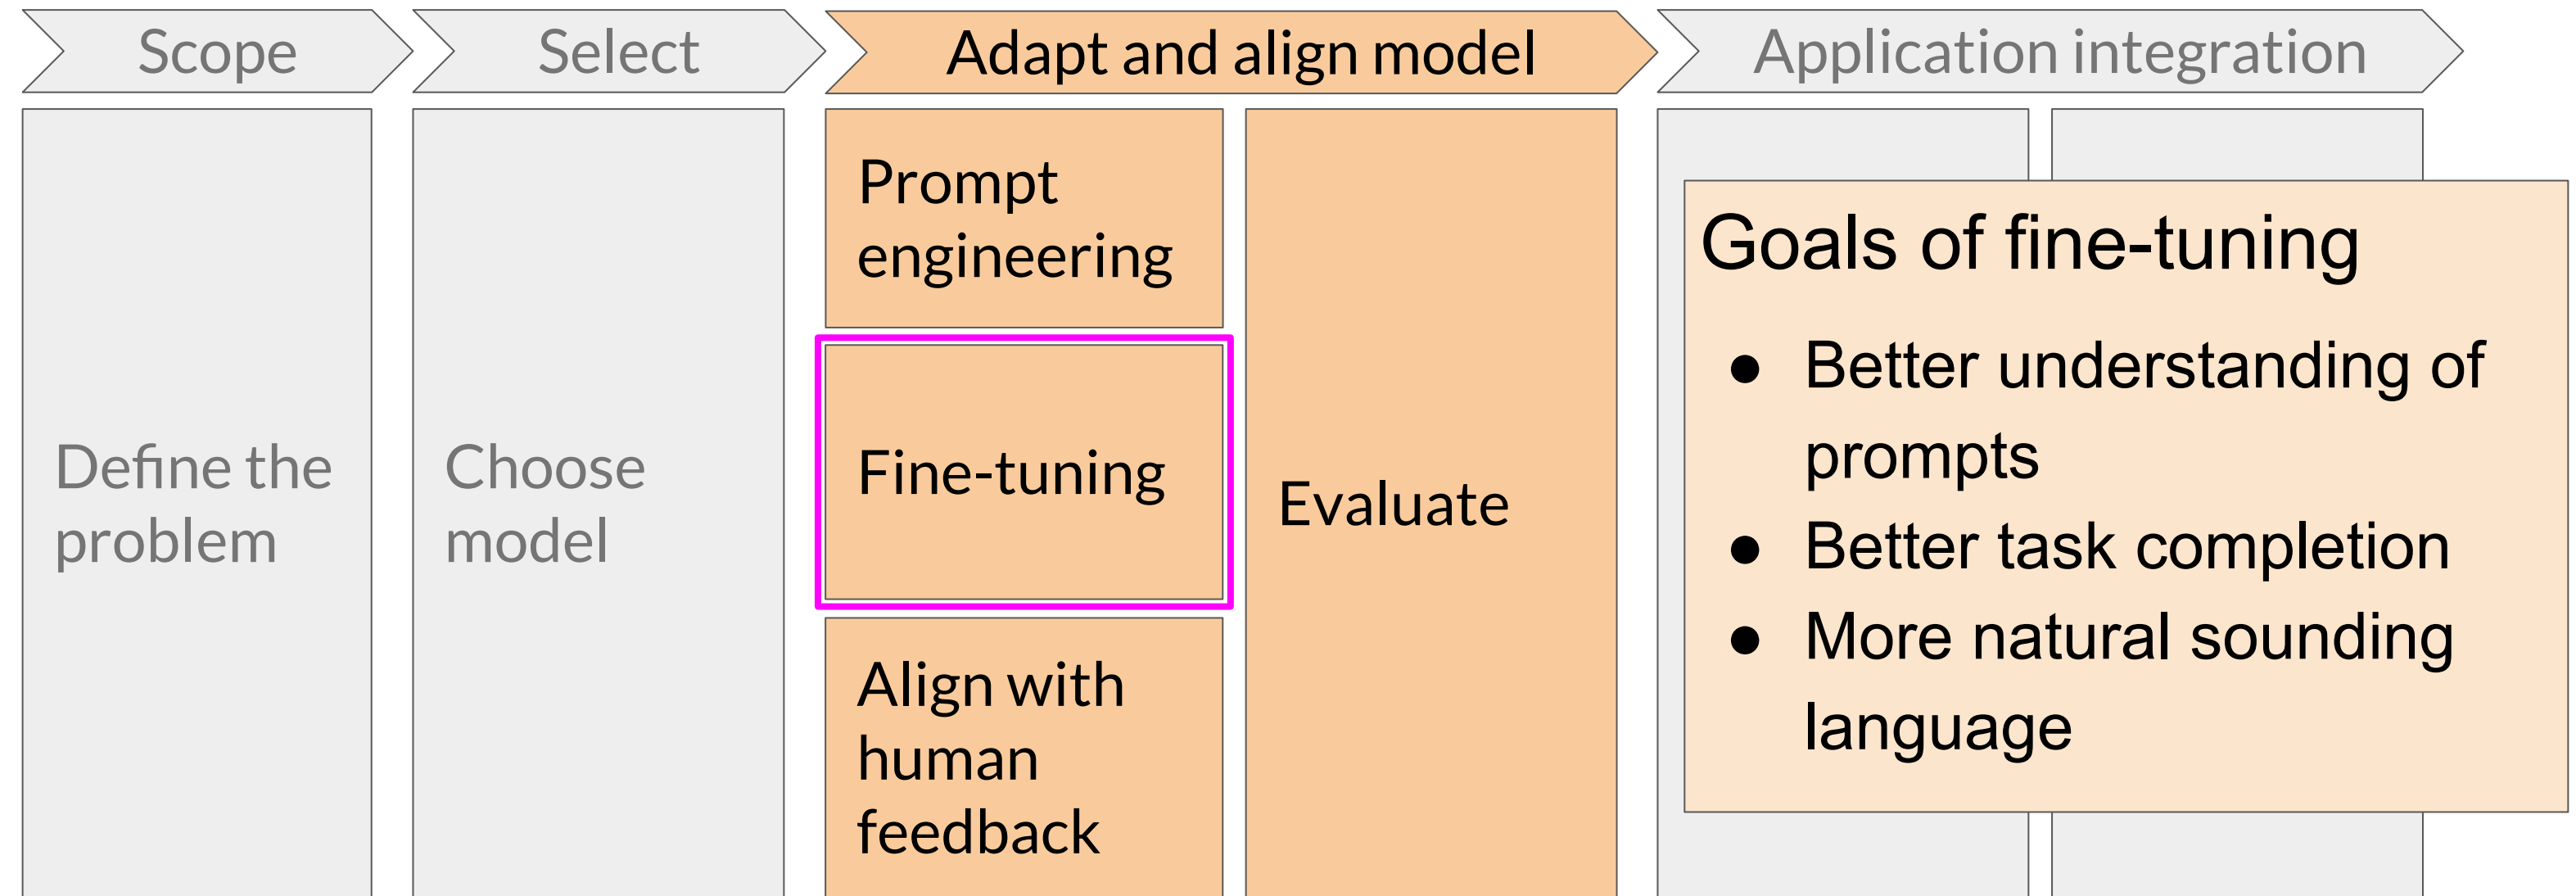 Scope
Select
Adapt and align model
Application integration
Define the
problem
Choose
model
Prompt
engineering
Fine-tuning
Align with
human
feedback
Evaluate
Goals of fine-tuning
● Better understanding of
prompts
● Better task completion
● More natural sounding
language